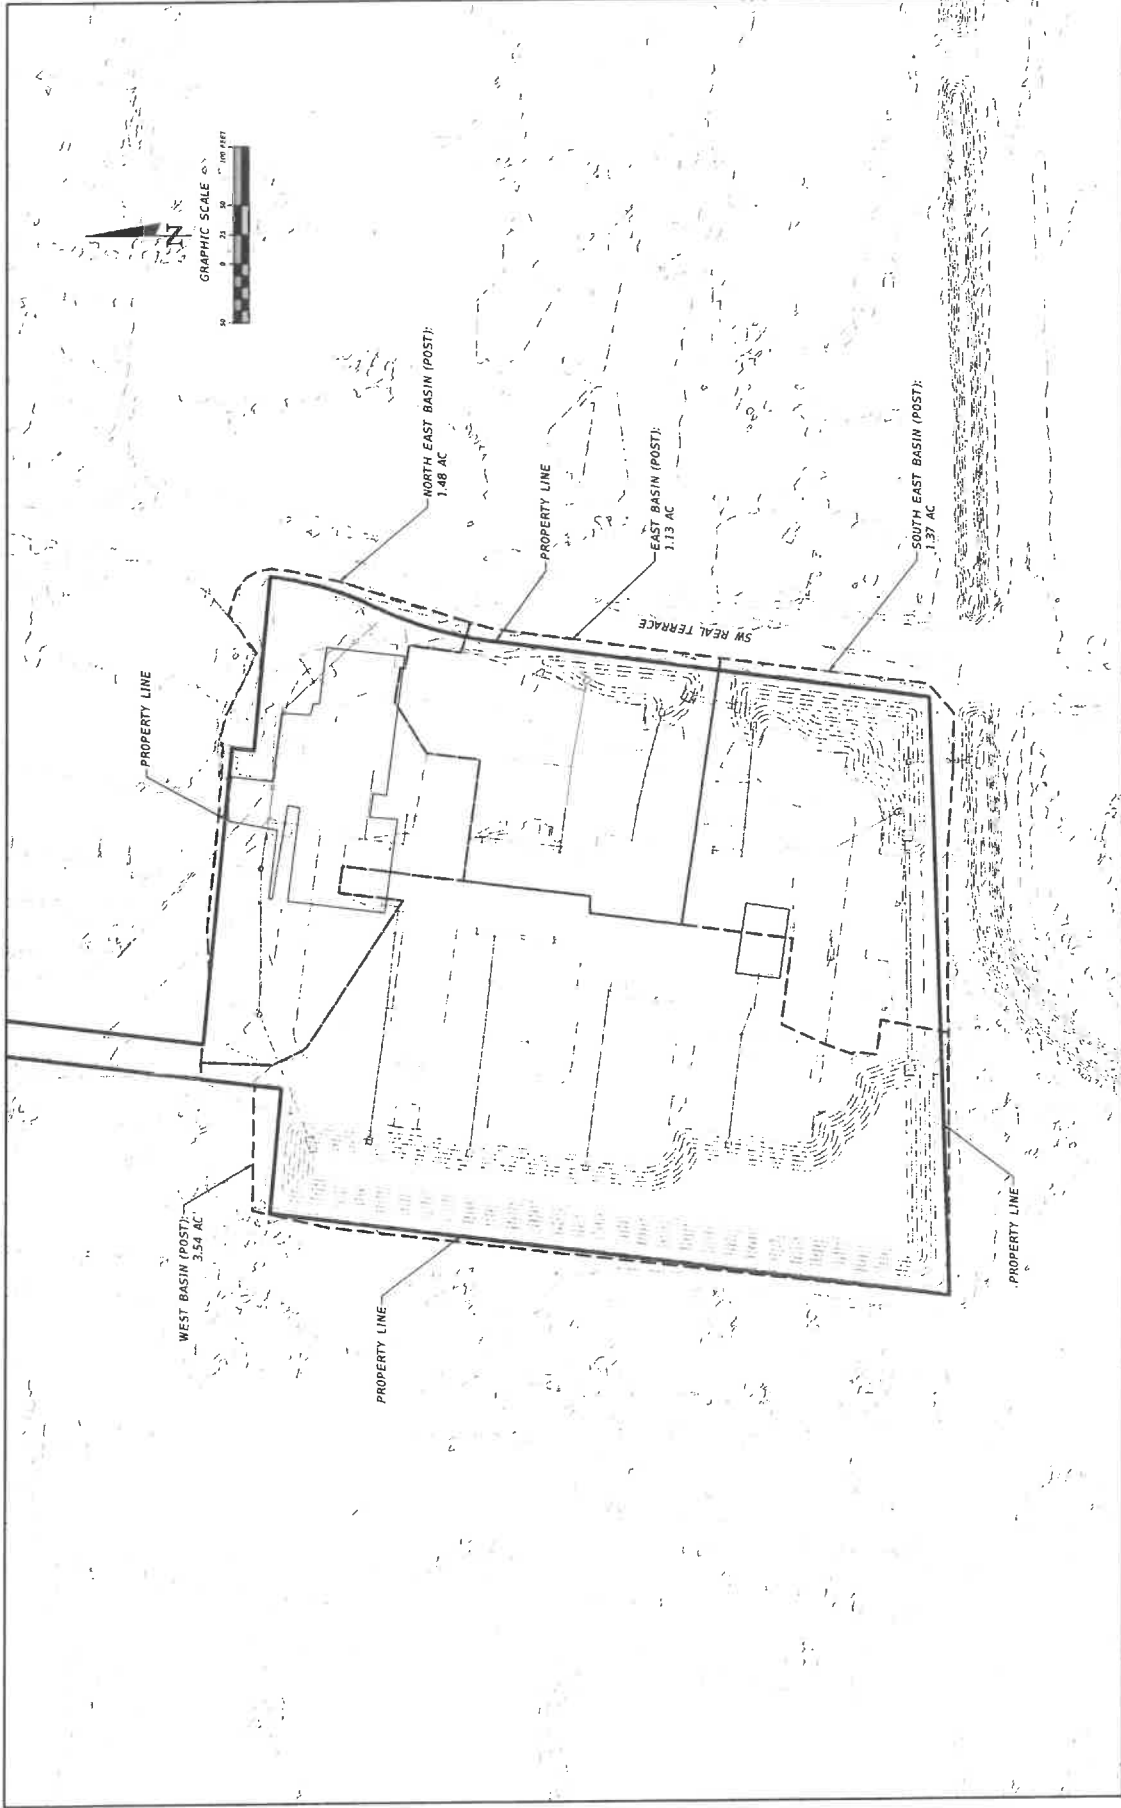 N
GRAPHIC SCALE
50 0 25 50 100 FEET
PROPERTY LINE
NORTH EAST BASIN (POST):
1.48 AC
PROPERTY LINE
EAST BASIN (POST):
1.13 AC
SW REAL TERRACE
SOUTH EAST BASIN (POST):
1.37 AC
WEST BASIN (POST):
3.54 AC
PROPERTY LINE
PROPERTY LINE